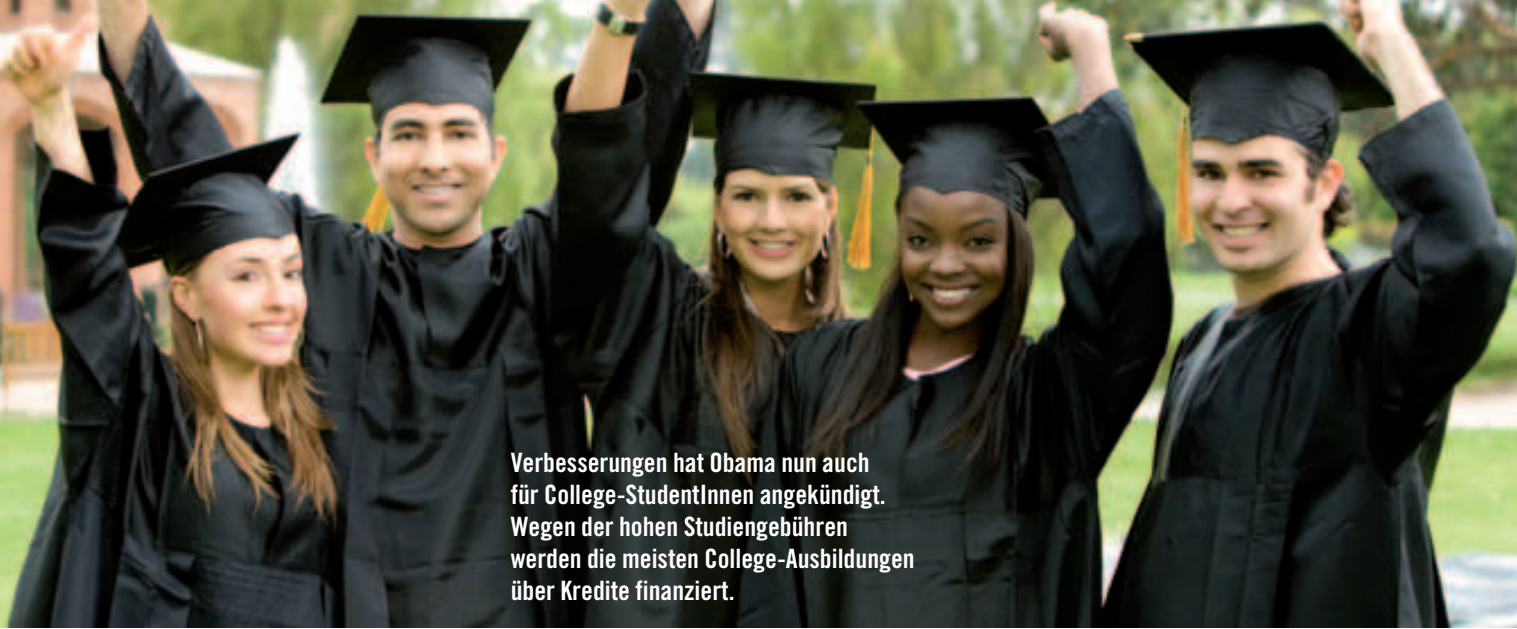 Verbesserungen hat Obama nun auch
für College-StudentInnen angekündigt.
Wegen der hohen Studiengebühren
werden die meisten College-Ausbildungen
über Kredite finanziert.